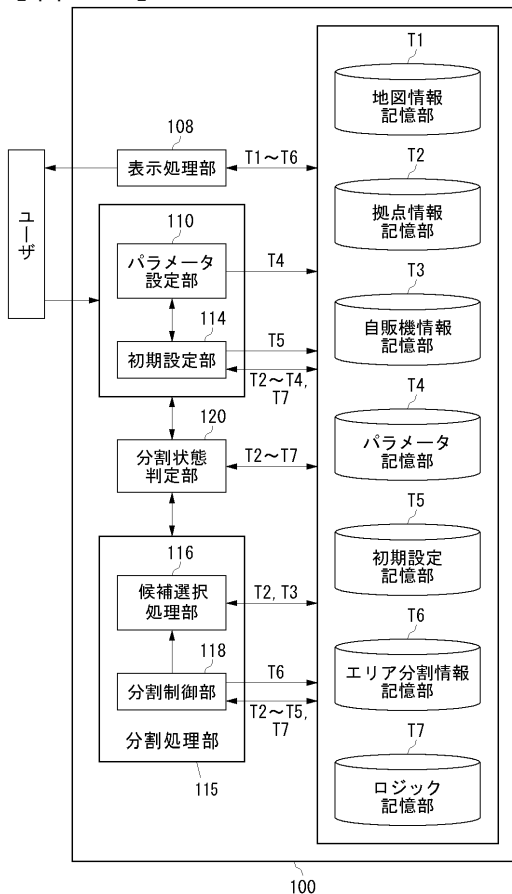 T1
地図情報
記憶部
T2
拠点情報
記憶部
T3
自販機情報
記憶部
T4
パラメータ
記憶部
T5
初期設定
記憶部
T6
エリア分割情報
記憶部
T7
ロジック
記憶部
ユーザ
108
表示処理部
T1～T6
110
パラメータ
設定部
T4
114
初期設定部
T5
T2～T4,
T7
120
分割状態
判定部
T2～T7
116
候補選択
処理部
T2, T3
118
分割制御部
T6
T2～T5,
T7
分割処理部
115
100